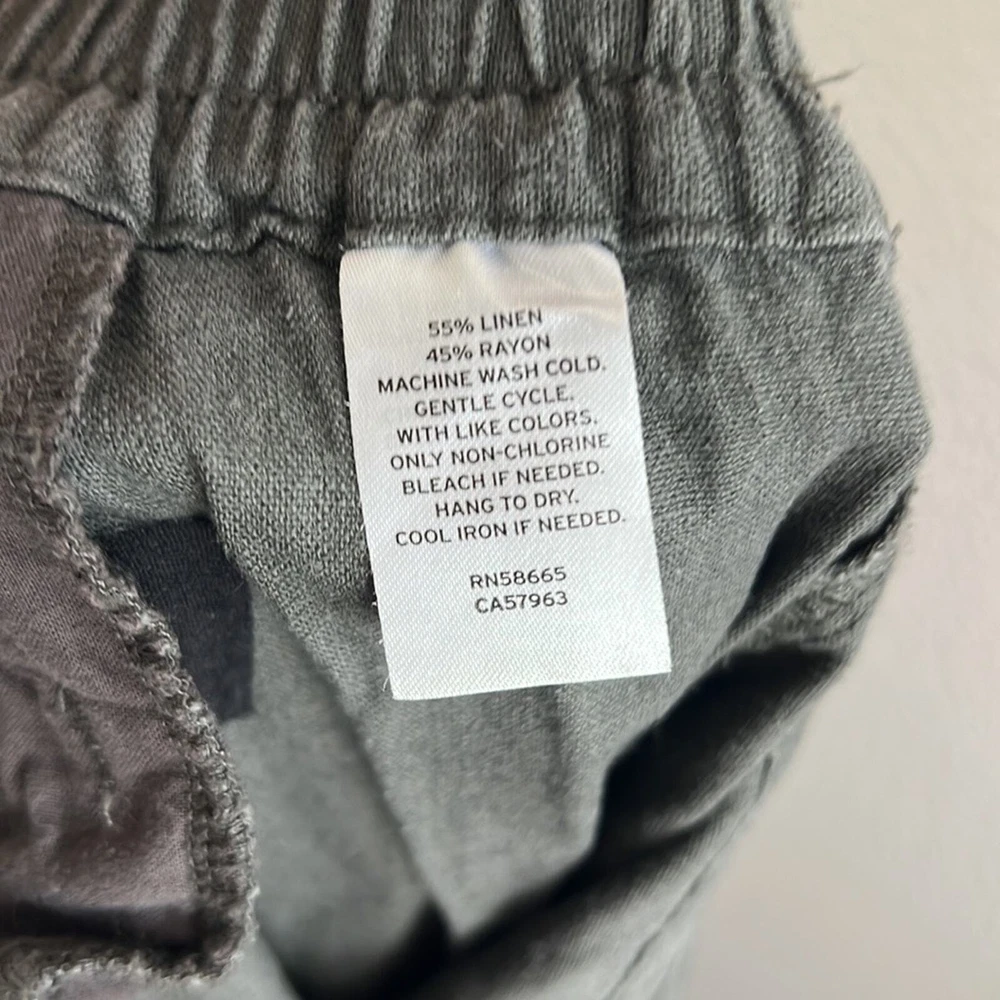 55% LINEN
45% RAYON
MACHINE WASH COLD.
GENTLE CYCLE.
WITH LIKE COLORS.
ONLY NON-CHLORINE
BLEACH IF NEEDED.
HANG TO DRY.
COOL IRON IF NEEDED.
RN58665
CA57963